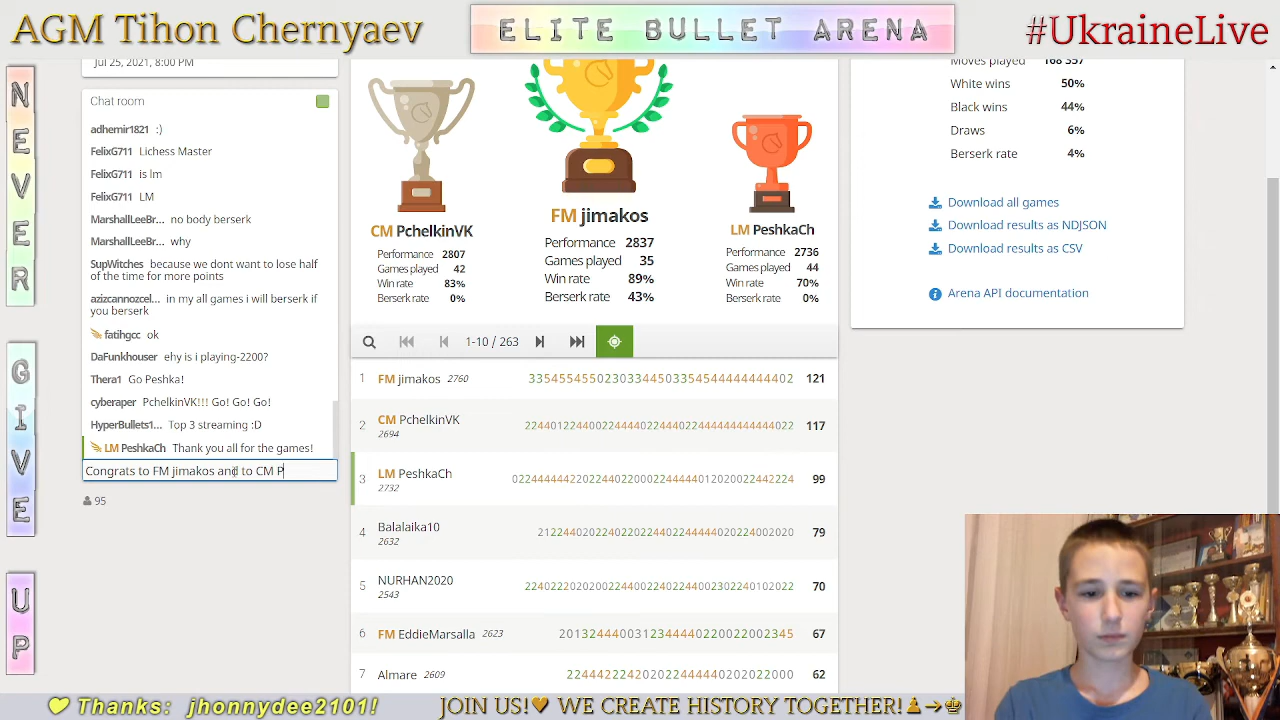 AGM Tihon Chernyaev
ELITE BULLET ARENA
#UkraineLive
NEVER
GIVE
UP
Jul 25, 2021, 8:00 PM
Chat room
adhemir1821 :)
FelixG711 Lichess Master
FelixG711 is lm
FelixG711 LM
MarshallLeeBr... no body berserk
MarshallLeeBr... why
SupWitches because we dont want to lose half
of the time for more points
azizcannozcel... in my all games i will berserk if
you berserk
fatihgcc ok
DaFunkhouser ehy is i playing-2200?
Thera1 Go Peshka!
cyberaper PchelkinVK!!! Go! Go! Go!
HyperBullets1... Top 3 streaming :D
LM PeshkaCh Thank you all for the games!
Congrats to FM jimakos and to CM P
95
CM PchelkinVK
Performance 2807
Games played 42
Win rate 83%
Berserk rate 0%
FM jimakos
Performance 2837
Games played 35
Win rate 89%
Berserk rate 43%
LM PeshkaCh
Performance 2736
Games played 44
Win rate 70%
Berserk rate 0%
1-10 / 263
1 FM jimakos 2760 33545545502303344503354544444444402 121
2 CM PchelkinVK 2694 224401224400224444022444402244444444444022 117
3 LM PeshkaCh 2732 02244444422022440220002244444012020022442224 99
4 Balalaika10 2632 79
5 NURHAN2020 2543 70
6 FM EddieMarsalla 2623 67
7 Almare 2609 62
Moves played 168 357
White wins 50%
Black wins 44%
Draws 6%
Berserk rate 4%
Download all games
Download results as NDJSON
Download results as CSV
Arena API documentation
Thanks: jhonnydee2101!
JOIN US!♥ WE CREATE HISTORY TOGETHER!♟→♚